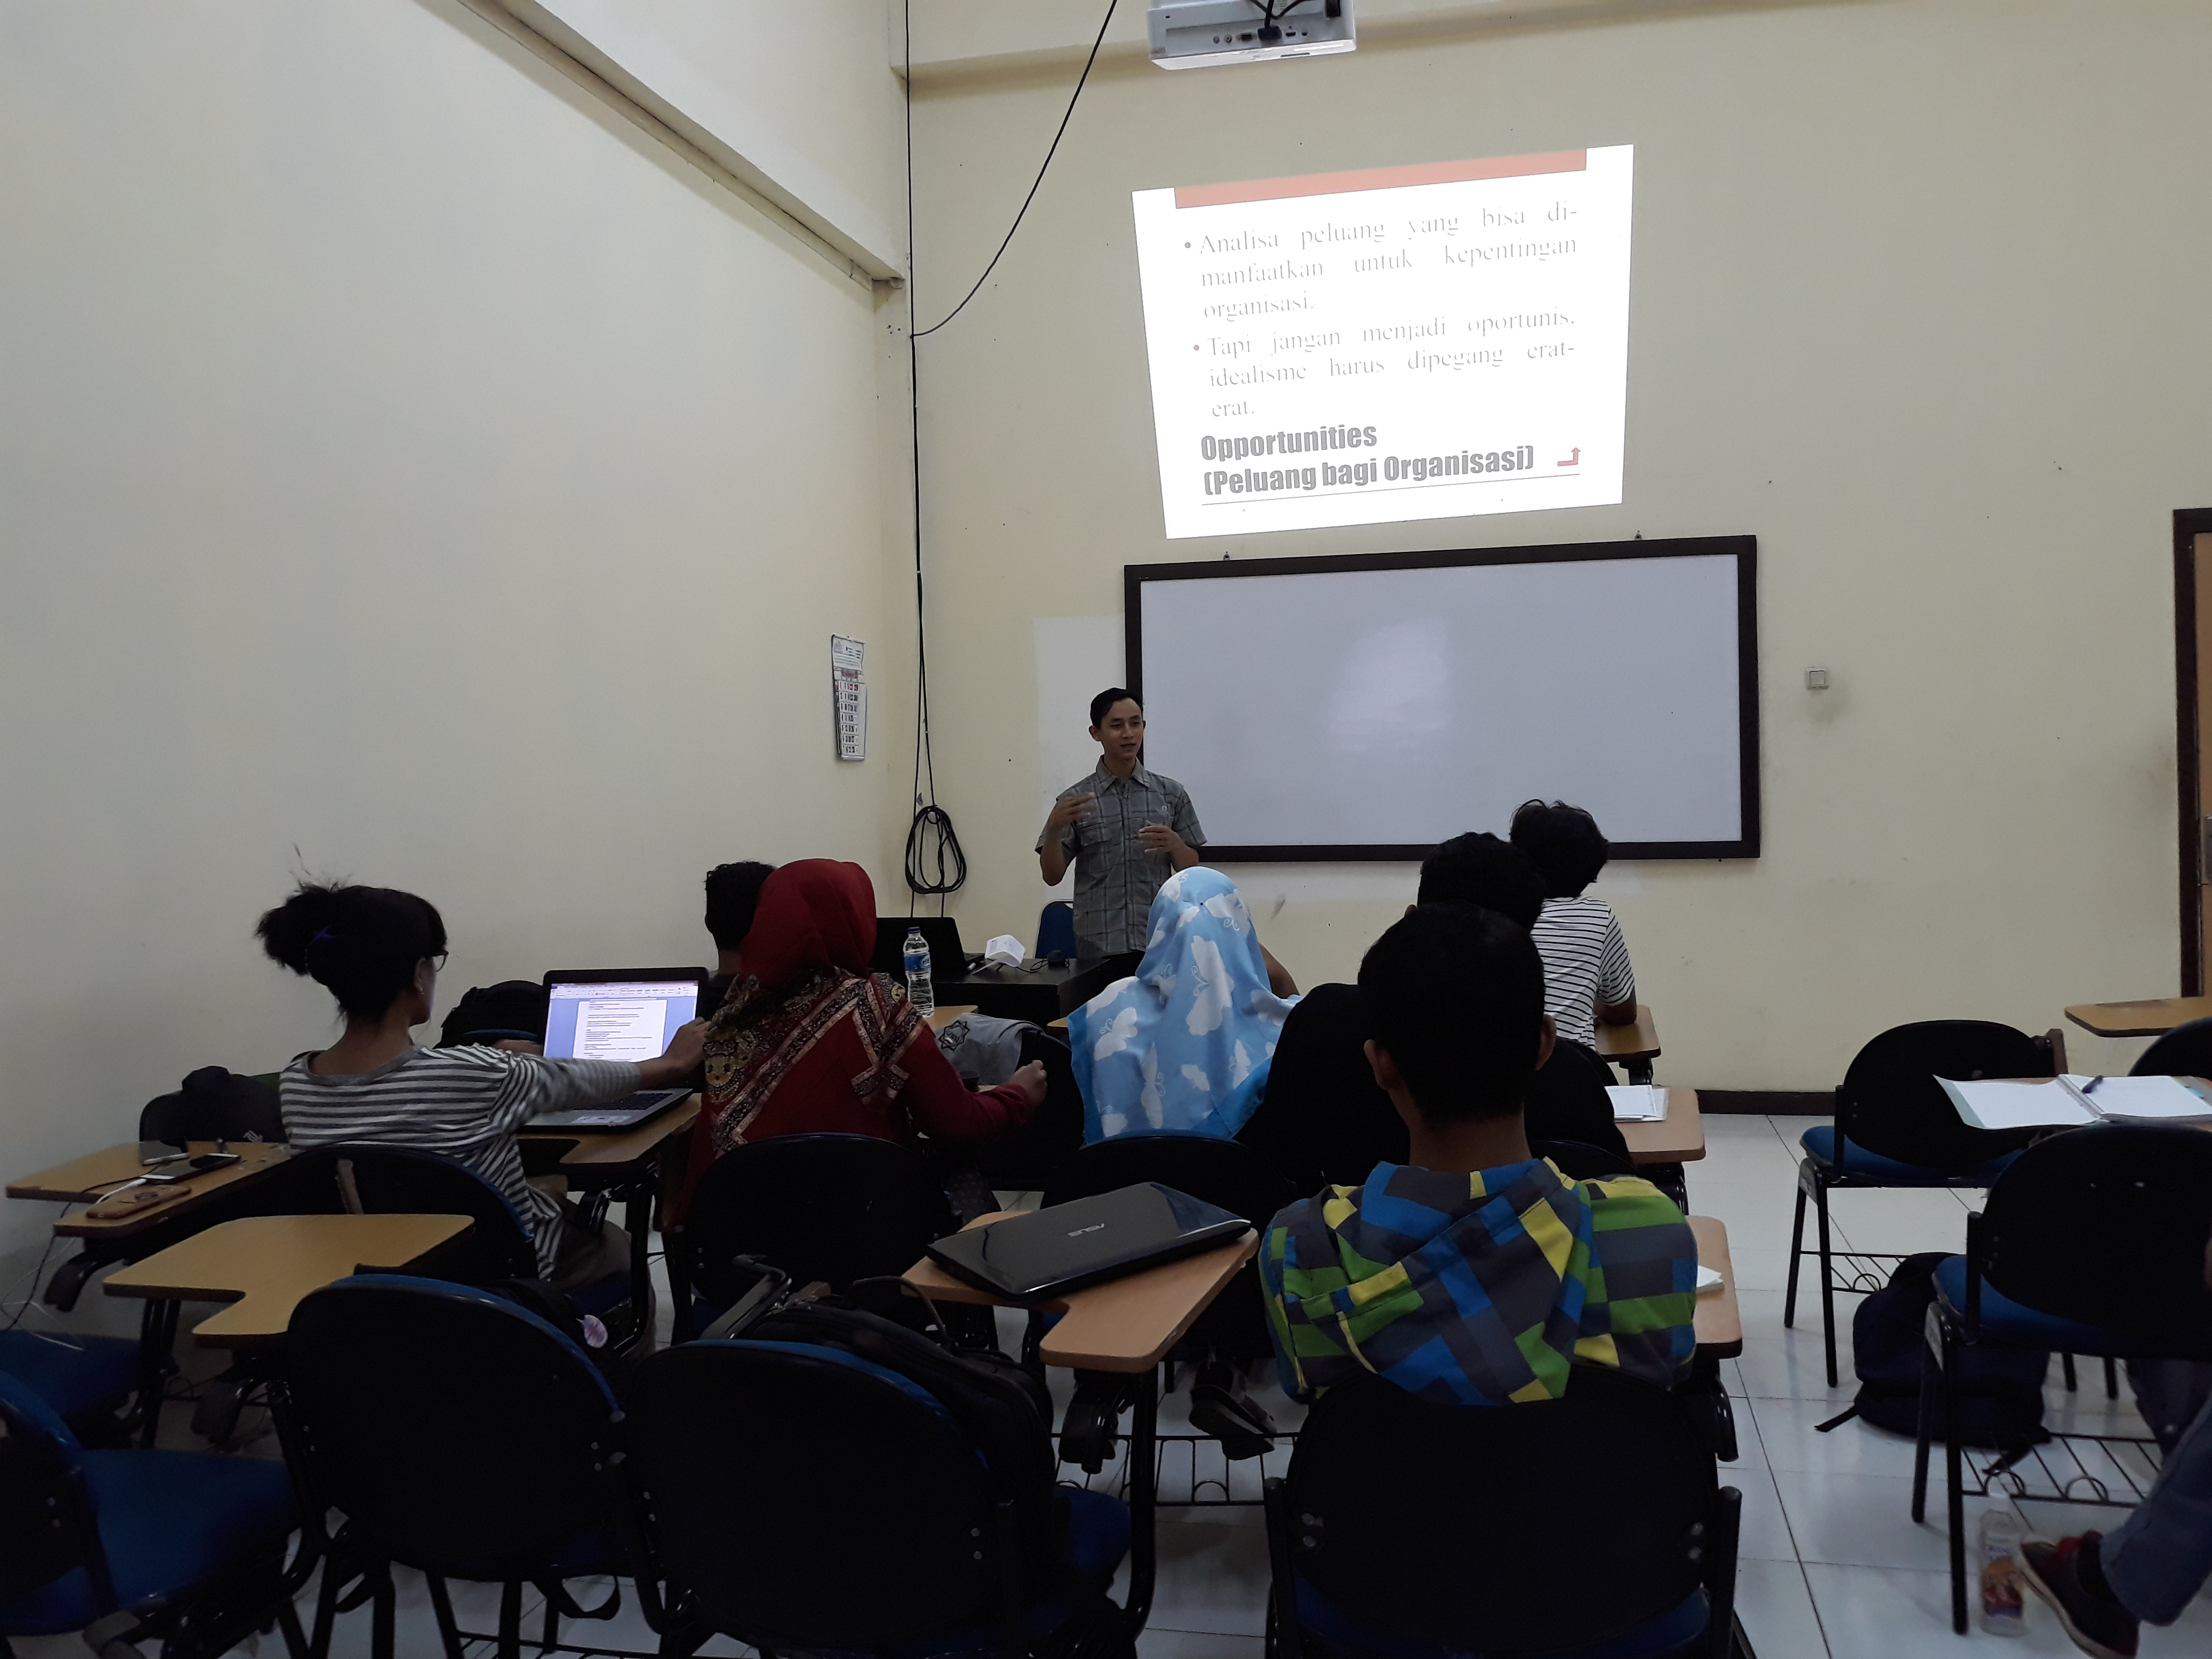 • Analisa peluang yang bisa di-
manfaatkan untuk kepentingan
organisasi.
• Tapi jangan menjadi oportunis,
idealisme harus dipegang erat-
erat.
Opportunities
(Peluang bagi Organisasi)
ASUS